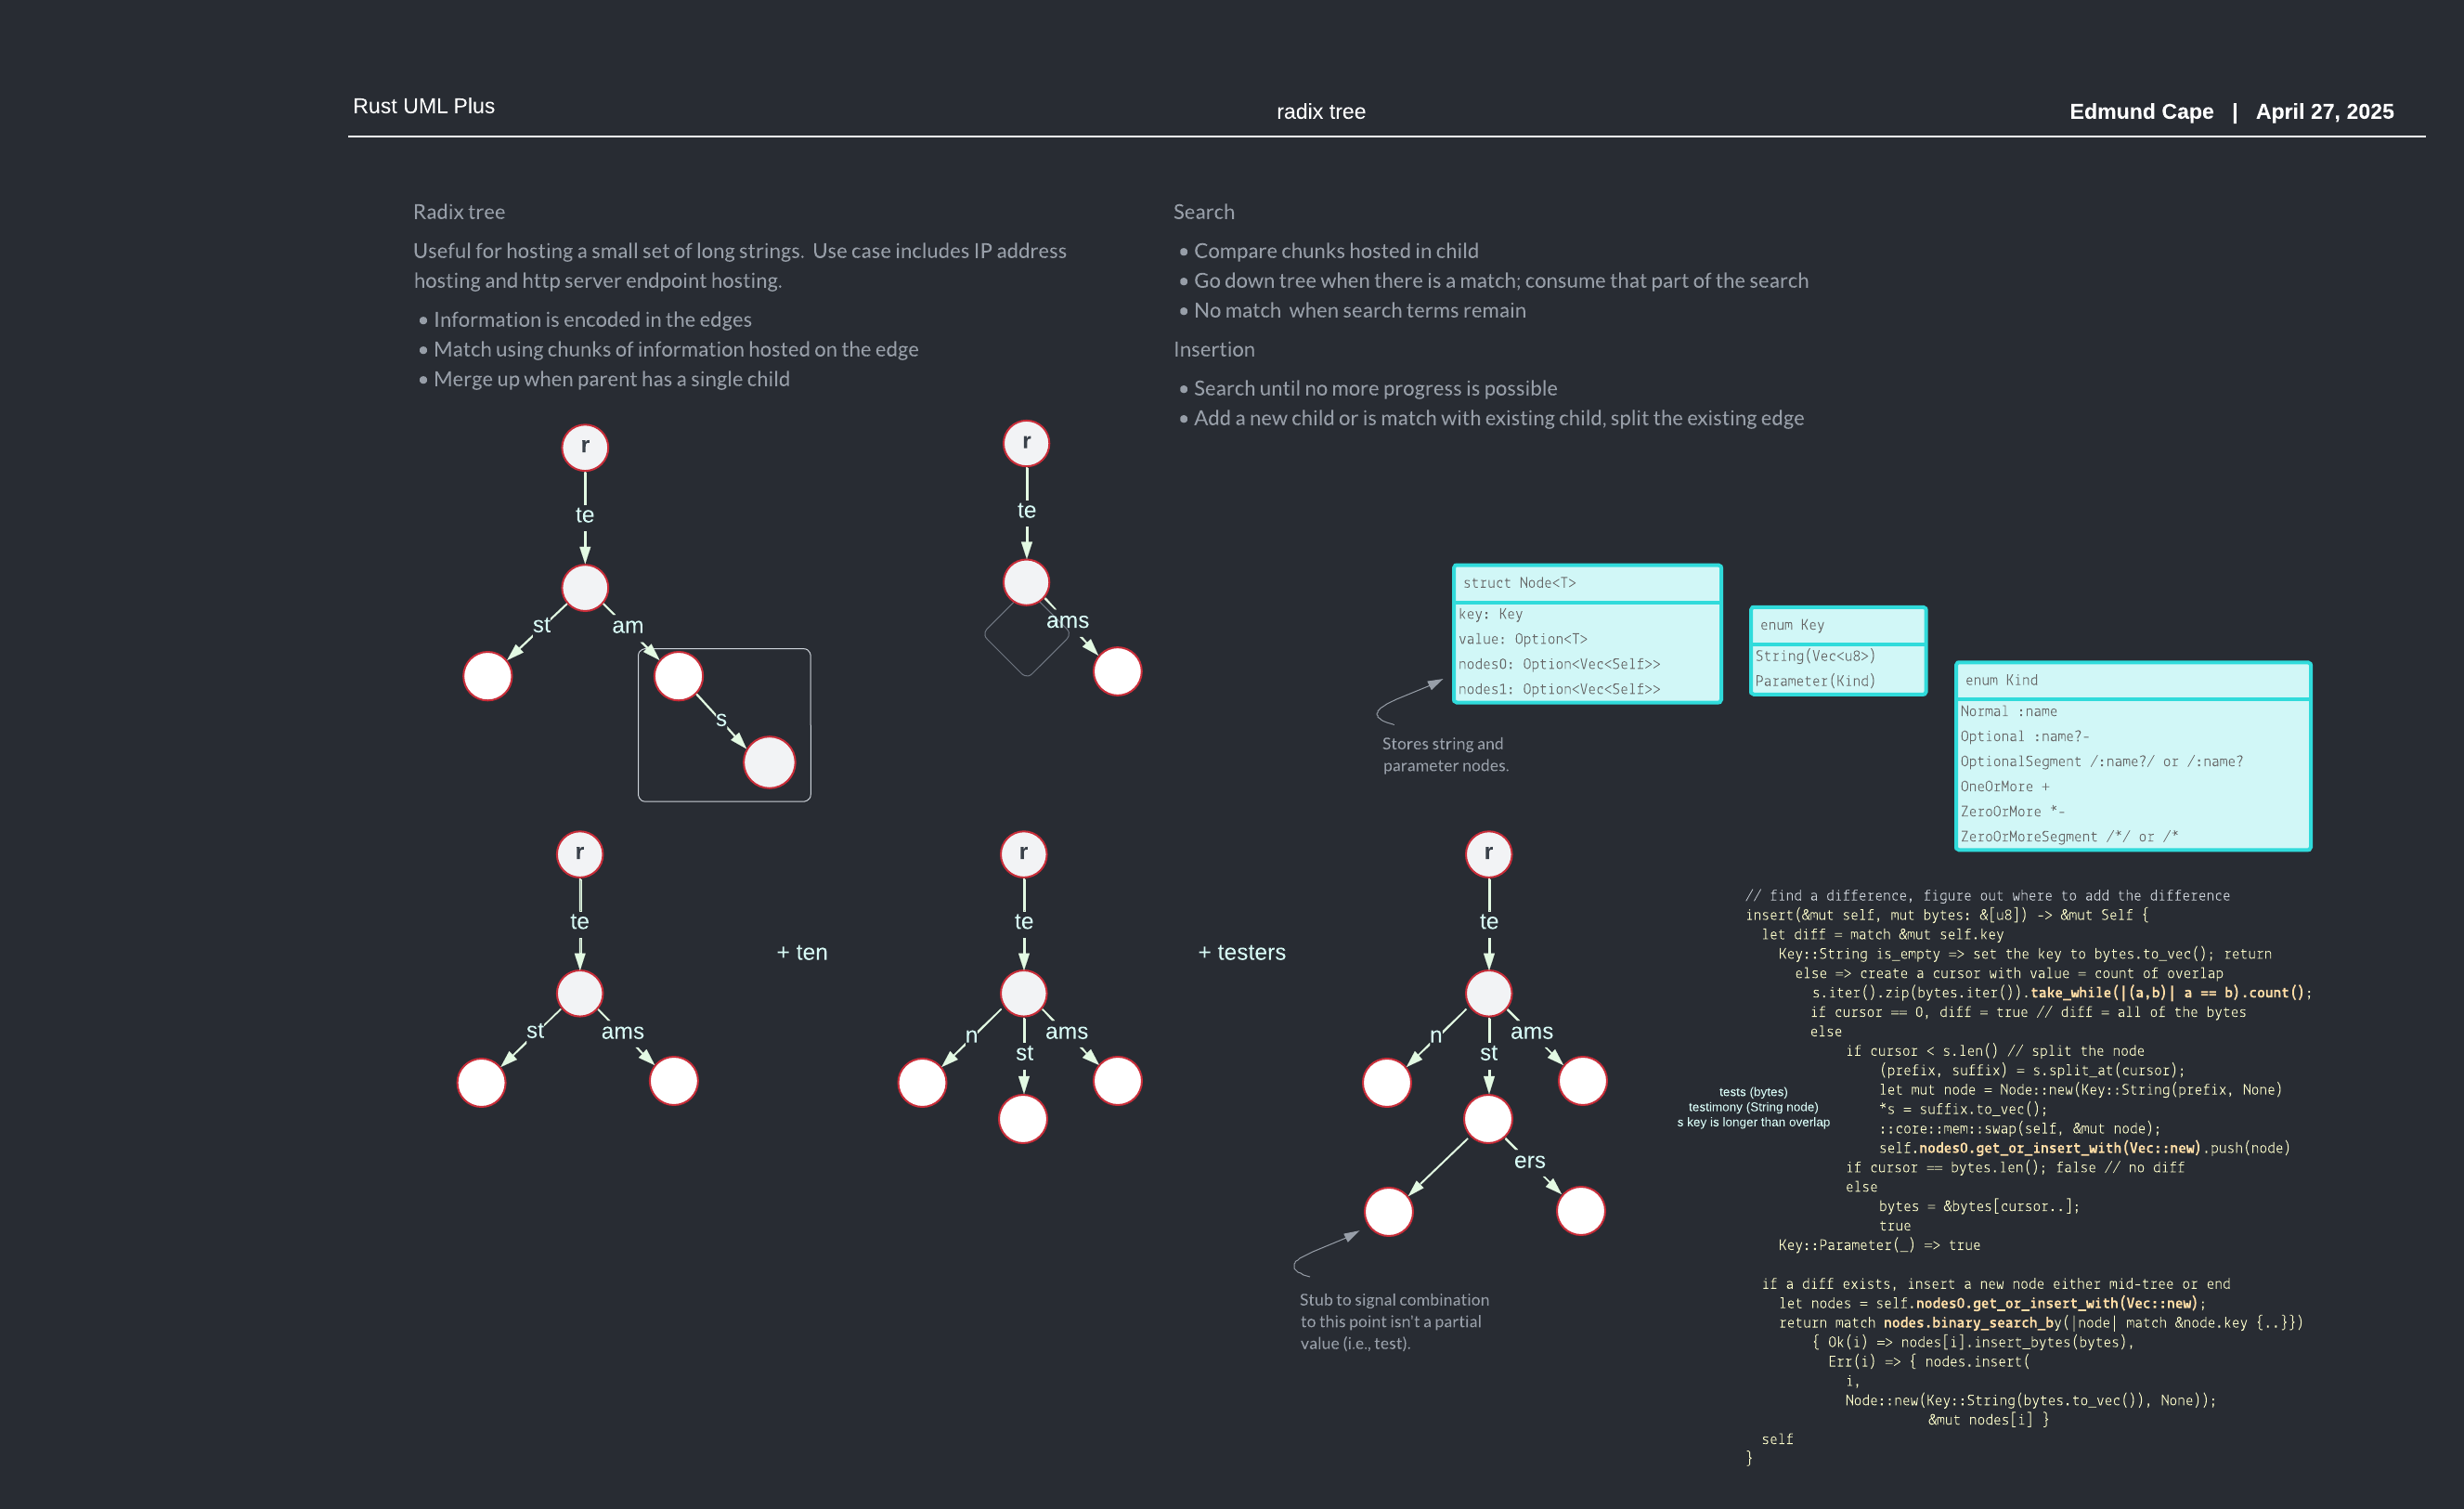 Rust UML Plus
radix tree
Edmund Cape | April 27, 2025
Radix tree
Useful for hosting a small set of long strings.  Use case includes IP address
hosting and http server endpoint hosting.
• Information is encoded in the edges
• Match using chunks of information hosted on the edge
• Merge up when parent has a single child
Search
• Compare chunks hosted in child
• Go down tree when there is a match; consume that part of the search
• No match  when search terms remain
Insertion
• Search until no more progress is possible
• Add a new child or is match with existing child, split the existing edge
r
te
st
am
s
r
te
ams
struct Node<T>
key: Key
value: Option<T>
nodes0: Option<Vec<Self>>
nodes1: Option<Vec<Self>>
Stores string and
parameter nodes.
enum Key
String(Vec<u8>)
Parameter(Kind)
enum Kind
Normal :name
Optional :name?-
OptionalSegment /:name?/ or /:name?
OneOrMore +
ZeroOrMore *-
ZeroOrMoreSegment /*/ or /*
r
te
st
ams
+ ten
r
te
n
st
ams
+ testers
r
te
n
st
ams
ers
Stub to signal combination
to this point isn't a partial
value (i.e., test).
tests (bytes)
testimony (String node)
s key is longer than overlap
// find a difference, figure out where to add the difference
insert(&mut self, mut bytes: &[u8]) -> &mut Self {
let diff = match &mut self.key
Key::String is_empty => set the key to bytes.to_vec(); return
else => create a cursor with value = count of overlap
s.iter().zip(bytes.iter()).take_while(|(a,b)| a == b).count();
if cursor == 0, diff = true // diff = all of the bytes
else
if cursor < s.len() // split the node
(prefix, suffix) = s.split_at(cursor);
let mut node = Node::new(Key::String(prefix, None)
*s = suffix.to_vec();
::core::mem::swap(self, &mut node);
self.nodes0.get_or_insert_with(Vec::new).push(node)
if cursor == bytes.len(); false // no diff
else
bytes = &bytes[cursor..];
true
Key::Parameter(_) => true
if a diff exists, insert a new node either mid-tree or end
let nodes = self.nodes0.get_or_insert_with(Vec::new);
return match nodes.binary_search_by(|node| match &node.key {..}})
{ Ok(i) => nodes[i].insert_bytes(bytes),
Err(i) => { nodes.insert(
i,
Node::new(Key::String(bytes.to_vec()), None));
&mut nodes[i] }
self
}